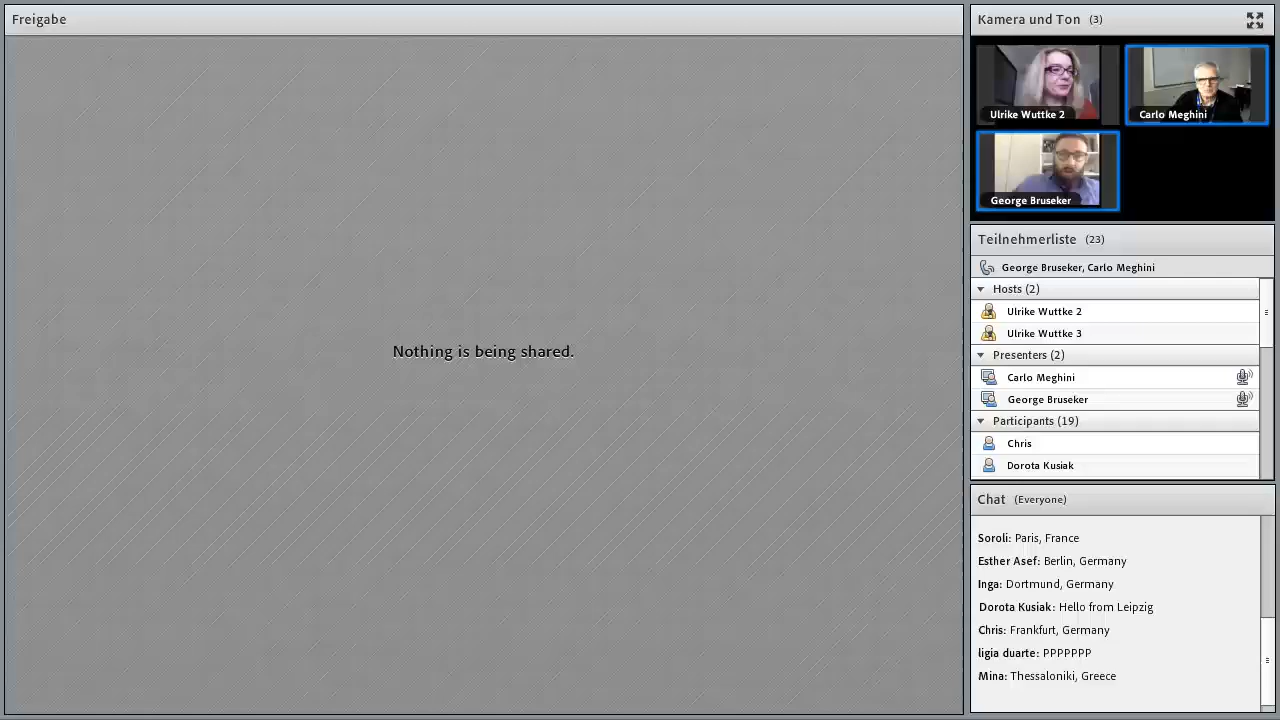 Freigabe
Nothing is being shared.
Kamera und Ton (3)
Ulrike Wuttke 2
Carlo Meghini
George Bruseker
Teilnehmerliste (23)
George Bruseker, Carlo Meghini
Hosts (2)
Ulrike Wuttke 2
Ulrike Wuttke 3
Presenters (2)
Carlo Meghini
George Bruseker
Participants (19)
Chris
Dorota Kusiak
Chat (Everyone)
Soroli: Paris, France
Esther Asef: Berlin, Germany
Inga: Dortmund, Germany
Dorota Kusiak: Hello from Leipzig
Chris: Frankfurt, Germany
ligia duarte: PPPPPPP
Mina: Thessaloniki, Greece